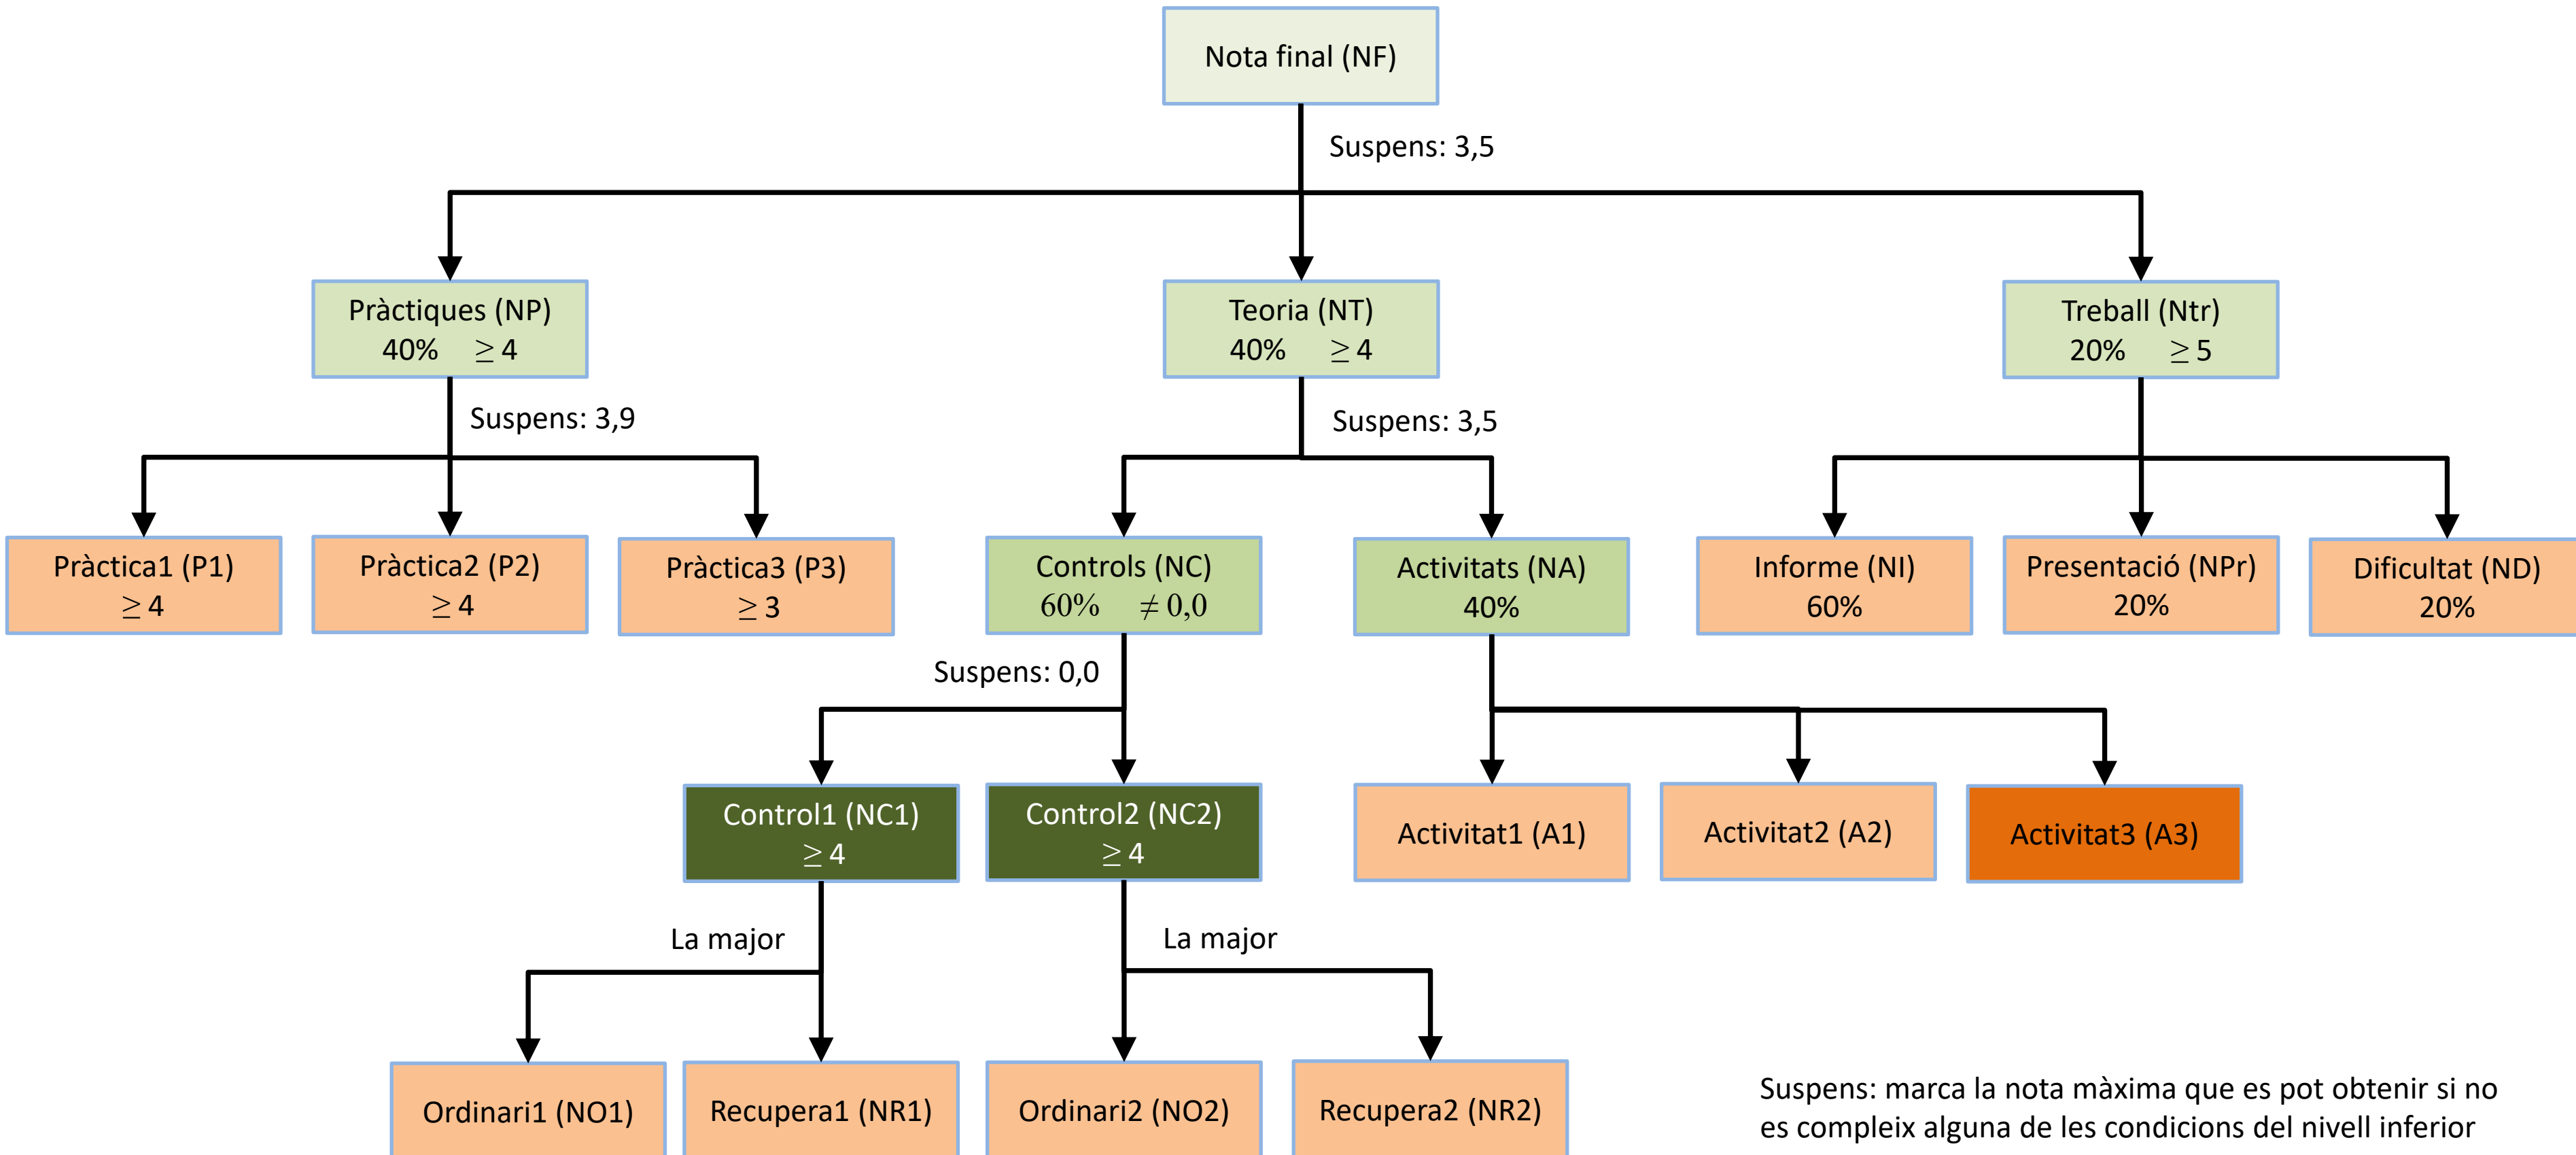 Nota final (NF)
Suspens: 3,5
Pràctiques (NP)
40% ≥ 4
Teoria (NT)
40% ≥ 4
Treball (Ntr)
20% ≥ 5
Suspens: 3,9
Suspens: 3,5
Pràctica1 (P1)
≥ 4
Pràctica2 (P2)
≥ 4
Pràctica3 (P3)
≥ 3
Controls (NC)
60% ≠ 0,0
Activitats (NA)
40%
Informe (NI)
60%
Presentació (NPr)
20%
Dificultat (ND)
20%
Suspens: 0,0
Control1 (NC1)
≥ 4
Control2 (NC2)
≥ 4
Activitat1 (A1)
Activitat2 (A2)
Activitat3 (A3)
La major
La major
Ordinari1 (NO1)
Recupera1 (NR1)
Ordinari2 (NO2)
Recupera2 (NR2)
Suspens: marca la nota màxima que es pot obtenir si no
es compleix alguna de les condicions del nivell inferior